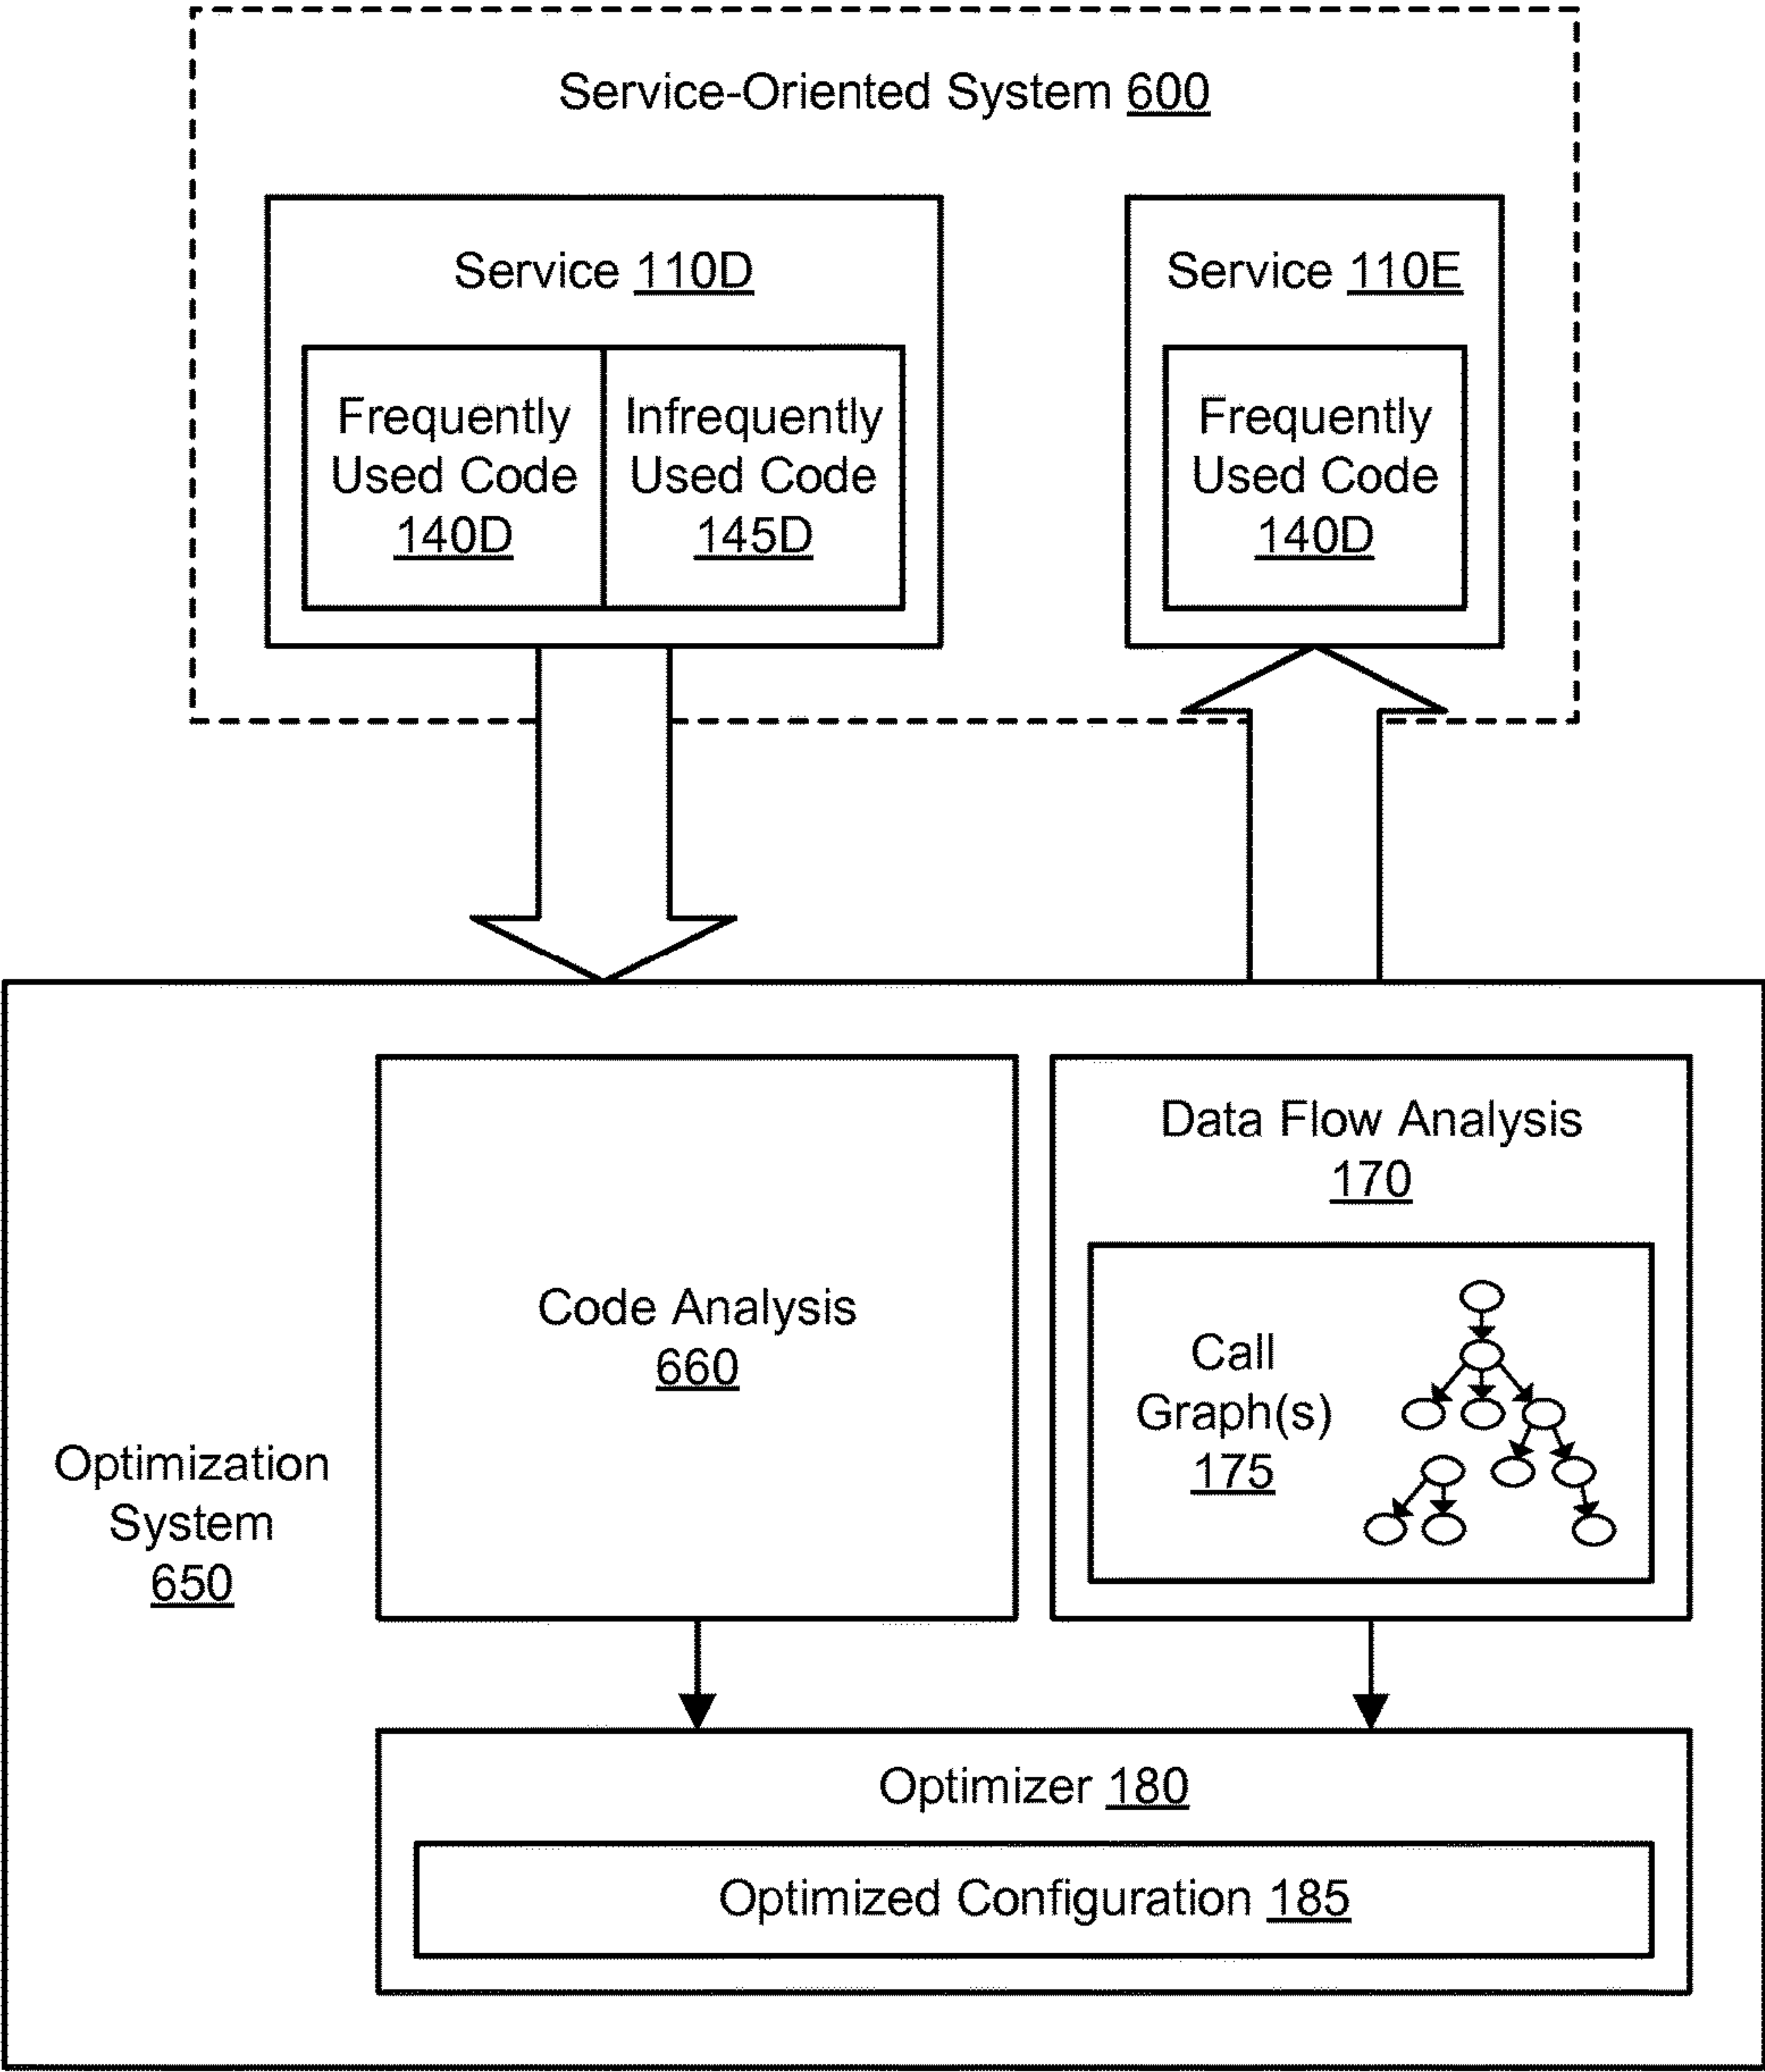 Service-Oriented System 600
Service 110D
Frequently
Used Code
140D
Infrequently
Used Code
145D
Service 110E
Frequently
Used Code
140D
Optimization
System
650
Code Analysis
660
Data Flow Analysis
170
Call
Graph(s)
175
Optimizer 180
Optimized Configuration 185